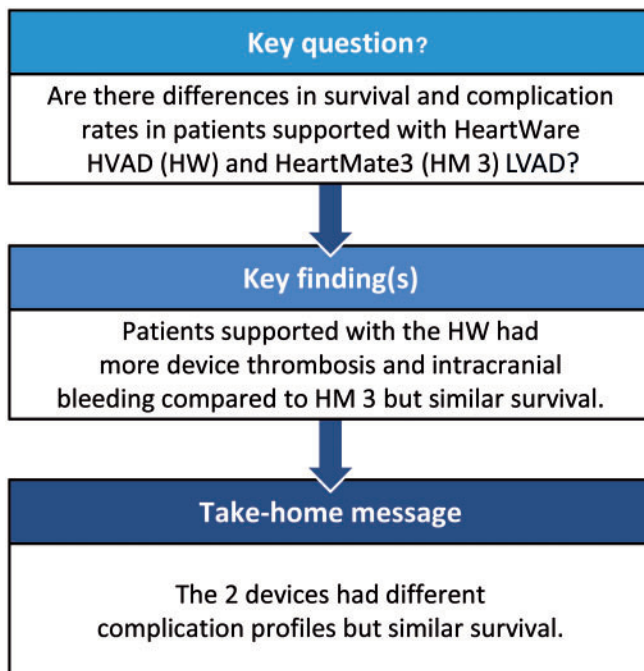 Key question?
Are there differences in survival and complication
rates in patients supported with HeartWare
HVAD (HW) and HeartMate3 (HM 3) LVAD?
Key finding(s)
Patients supported with the HW had
more device thrombosis and intracranial
bleeding compared to HM 3 but similar survival.
Take-home message
The 2 devices had different
complication profiles but similar survival.